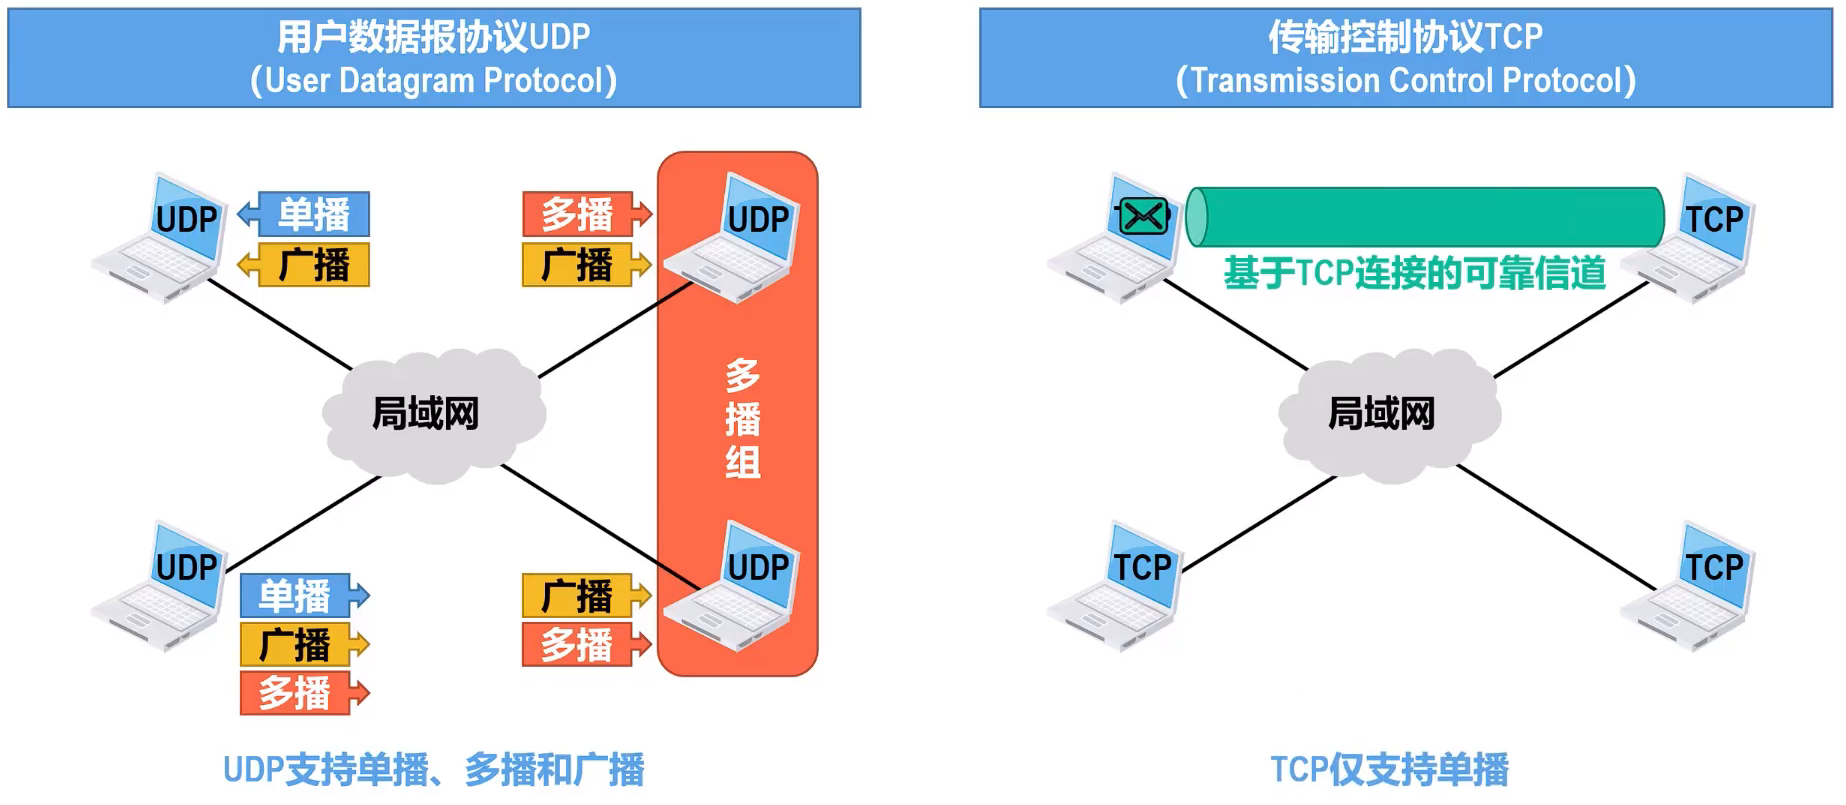 用户数据报协议UDP
（User Datagram Protocol）
UDP
单播
广播
多播
广播
UDP
局域网
多播组
UDP
单播
广播
多播
广播
多播
UDP
UDP支持单播、多播和广播
传输控制协议TCP
（Transmission Control Protocol）
TCP
基于TCP连接的可靠信道
局域网
TCP
TCP
TCP仅支持单播